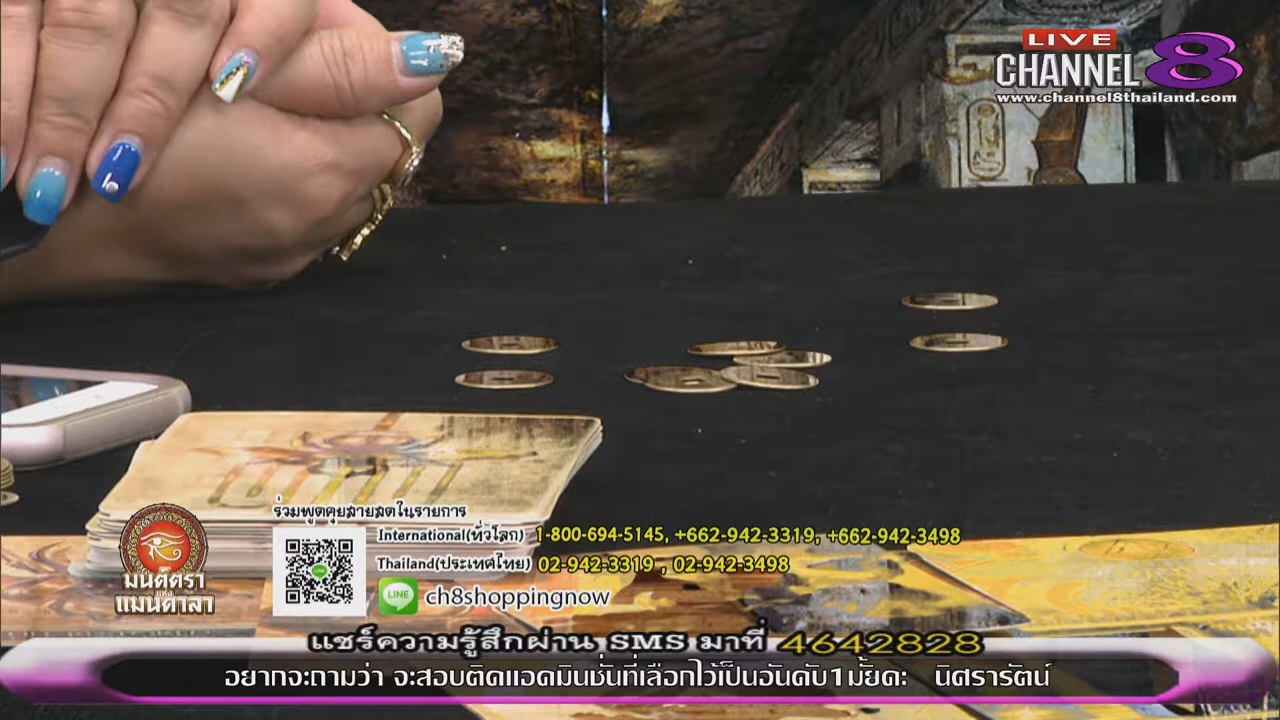 LIVE
CHANNEL 8
www.channel8thailand.com
ร่วมพูดคุยสายสดในรายการ
International(ทั่วโลก) 1-800-694-5145, +662-942-3319, +662-942-3498
Thailand(ประเทศไทย) 02-942-3319 , 02-942-3498
LINE ch8shoppingnow
มนต์ตรา
แห่ง
แมนดาลา
แชร์ความรู้สึกผ่าน SMS มาที่ 4642828
อยากจะถามว่า จะสอบติดแอดมินชั่นที่เลือกไว้เป็นอันดับ1มั้ยคะ นิศรารัตน์